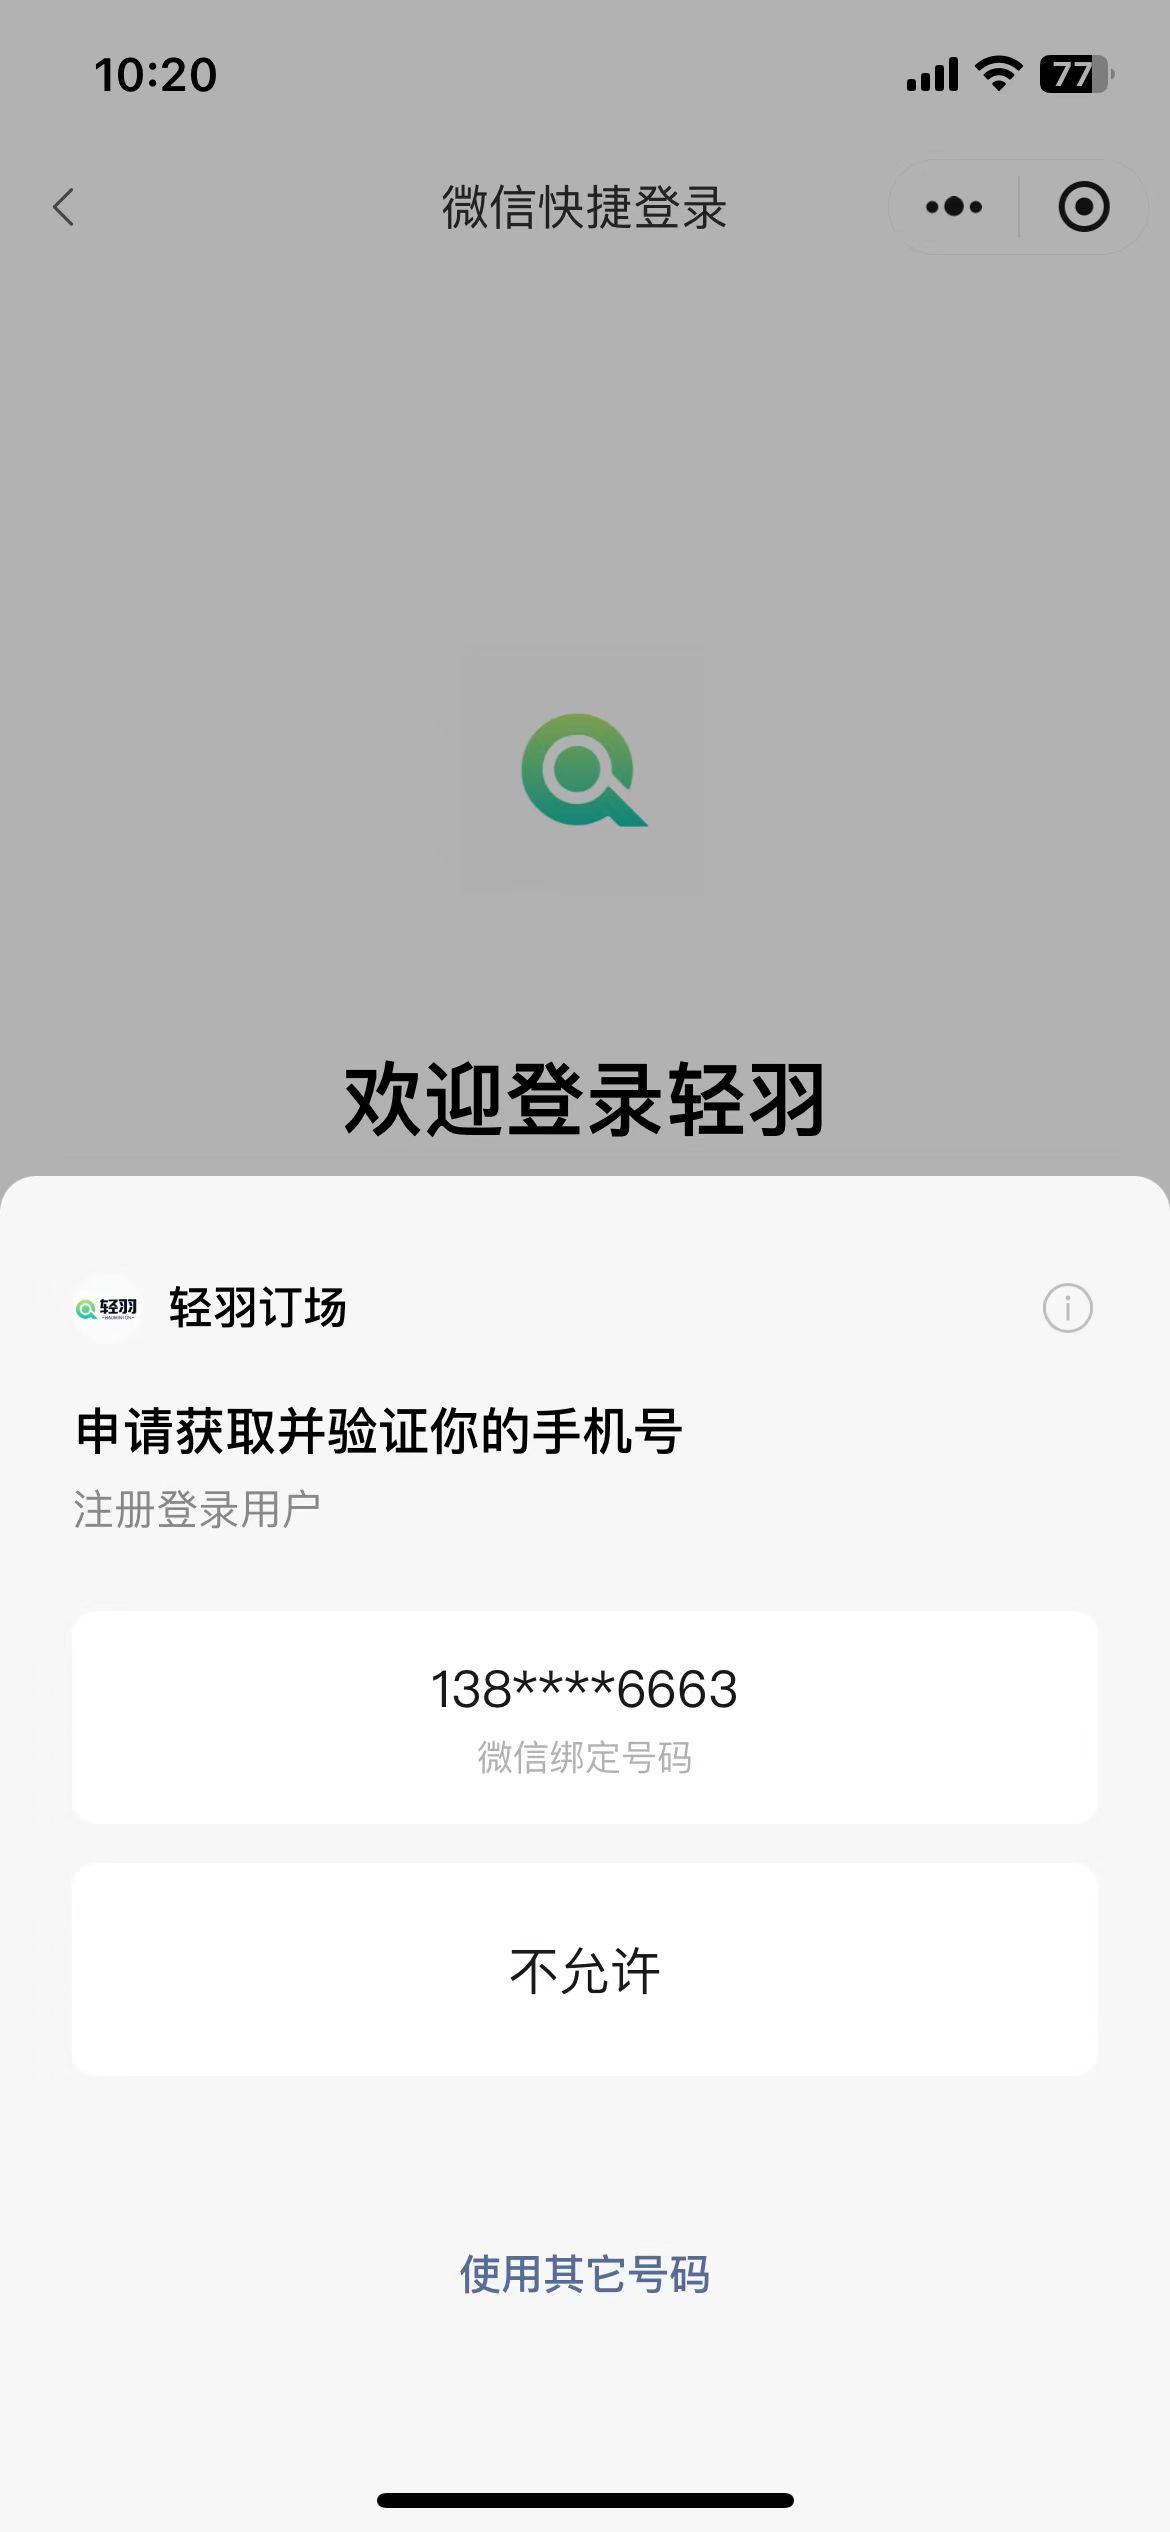 10:20
77
微信快捷登录
欢迎登录轻羽
轻羽
BADMINTON
轻羽订场
申请获取并验证你的手机号
注册登录用户
138****6663
微信绑定号码
不允许
使用其它号码